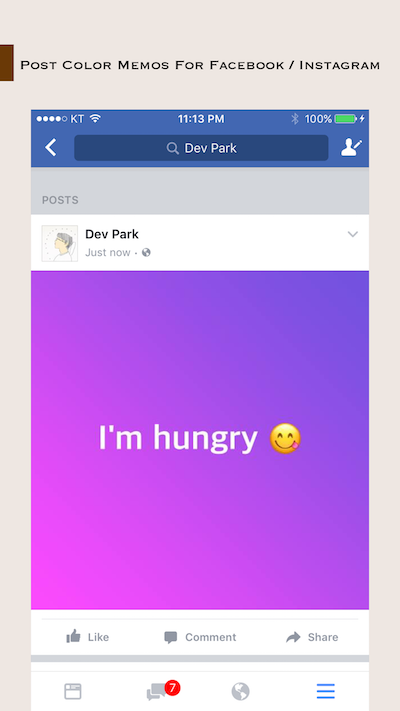 Post Color Memos For Facebook / Instagram
KT 11:13 PM 100%
Dev Park
POSTS
Dev Park
Just now ·
I'm hungry 😋
Like Comment Share
7